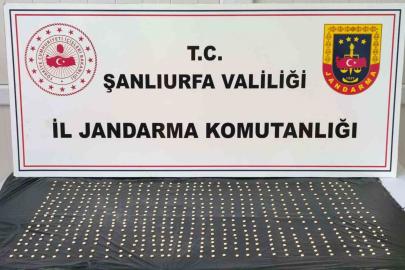 T.C.
ŞANLIURFA VALİLİĞİ
İL JANDARMA KOMUTANLIĞI
JANDARMA